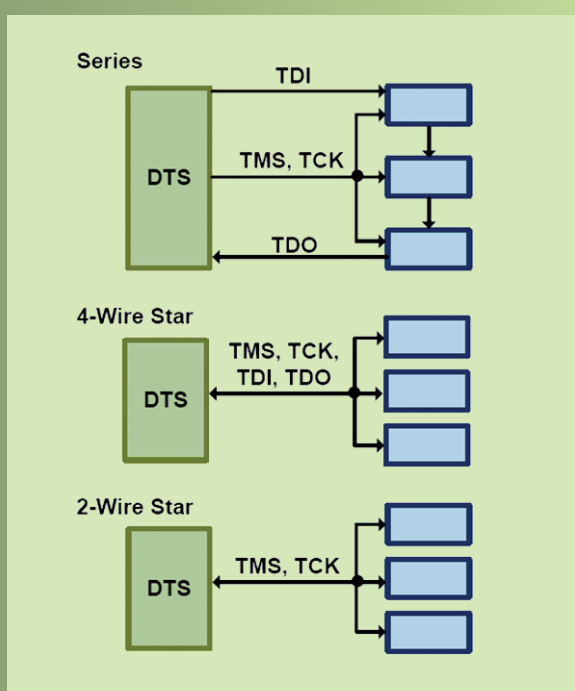 Series
TDI
DTS
TMS, TCK
TDO
4-Wire Star
TMS, TCK,
TDI, TDO
DTS
2-Wire Star
DTS
TMS, TCK